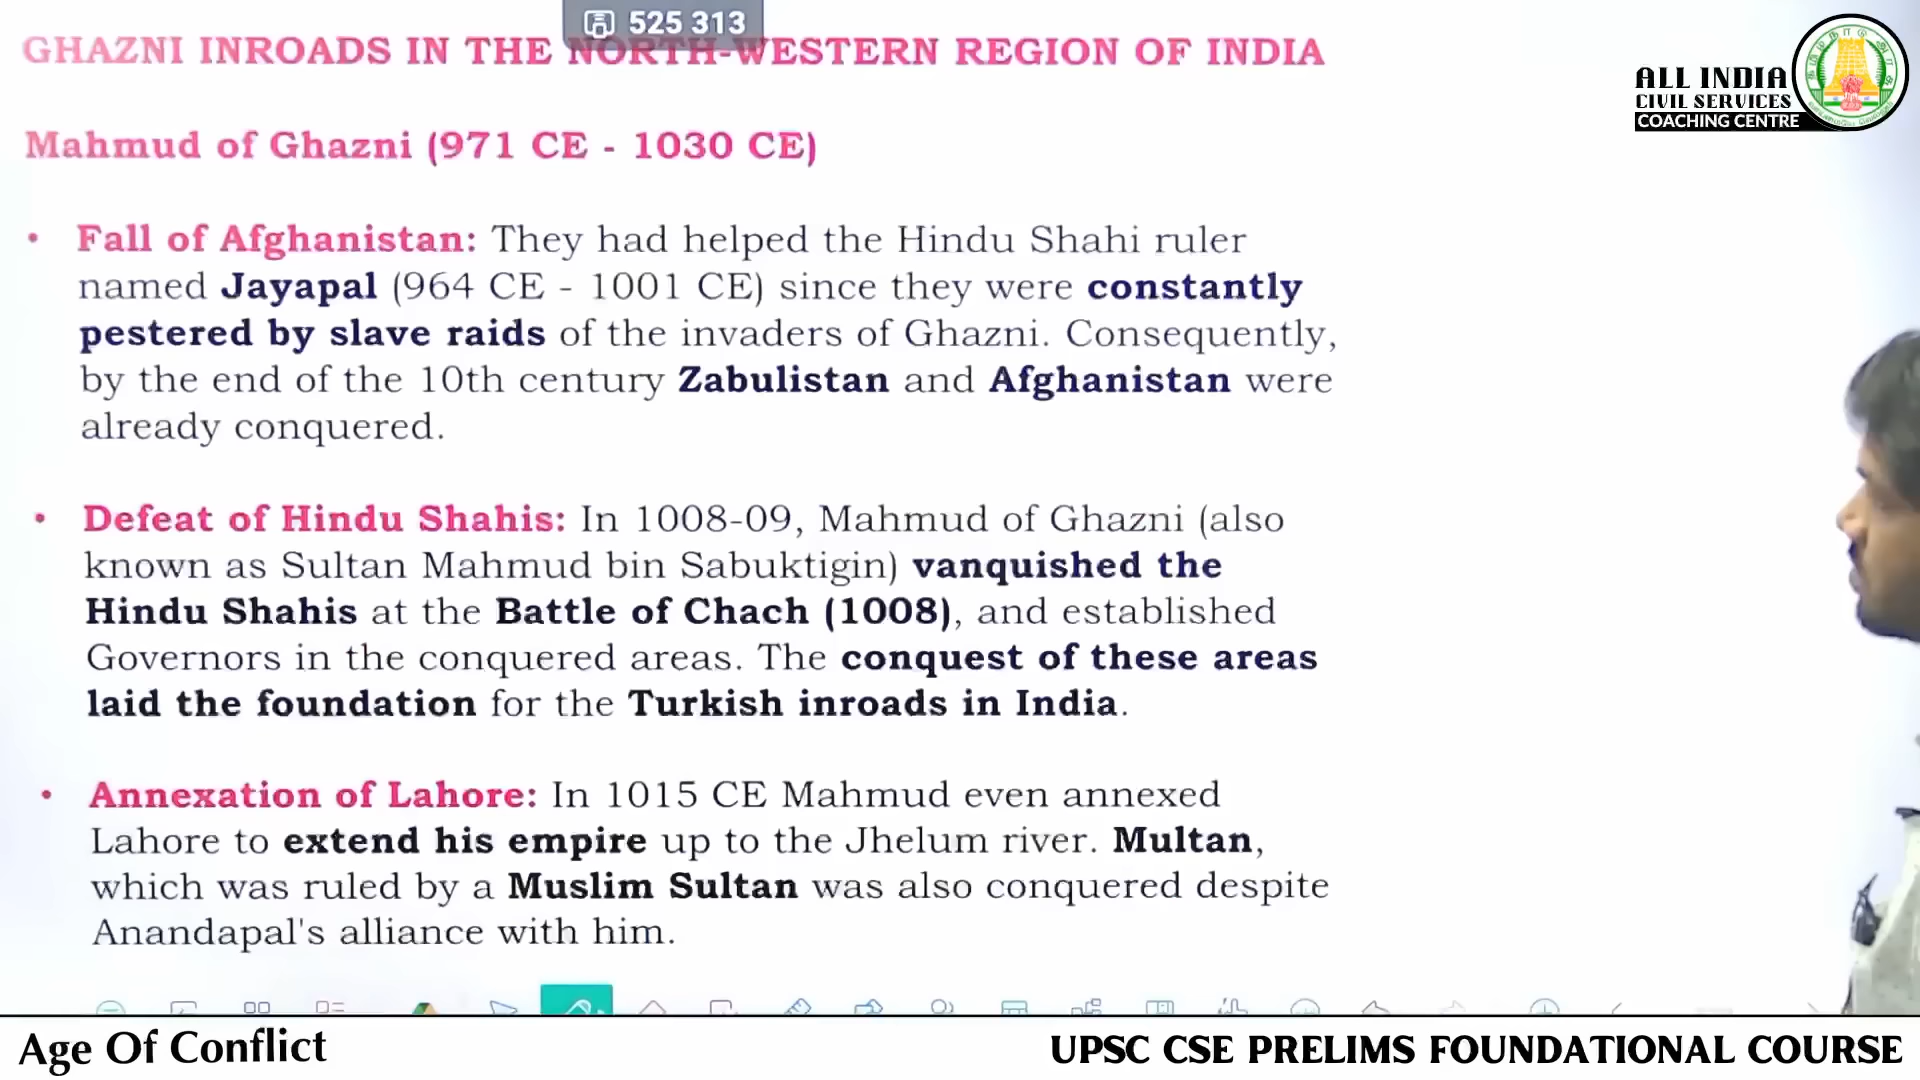 525 313
GHAZNI INROADS IN THE NORTH-WESTERN REGION OF INDIA
ALL INDIA
CIVIL SERVICES
COACHING CENTRE
Mahmud of Ghazni (971 CE - 1030 CE)
• Fall of Afghanistan: They had helped the Hindu Shahi ruler
named Jayapal (964 CE - 1001 CE) since they were constantly
pestered by slave raids of the invaders of Ghazni. Consequently,
by the end of the 10th century Zabulistan and Afghanistan were
already conquered.
• Defeat of Hindu Shahis: In 1008-09, Mahmud of Ghazni (also
known as Sultan Mahmud bin Sabuktigin) vanquished the
Hindu Shahis at the Battle of Chach (1008), and established
Governors in the conquered areas. The conquest of these areas
laid the foundation for the Turkish inroads in India.
• Annexation of Lahore: In 1015 CE Mahmud even annexed
Lahore to extend his empire up to the Jhelum river. Multan,
which was ruled by a Muslim Sultan was also conquered despite
Anandapal's alliance with him.
Age Of Conflict
UPSC CSE PRELIMS FOUNDATIONAL COURSE